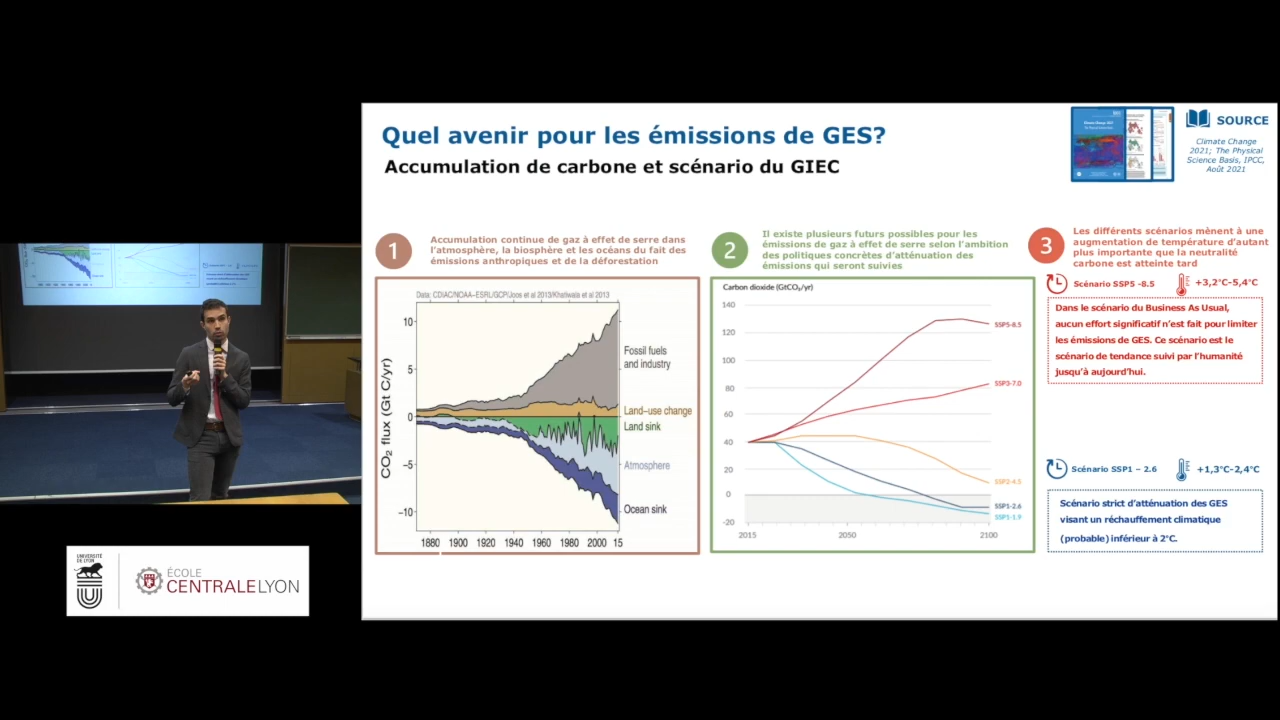 Quel avenir pour les émissions de GES?
Accumulation de carbone et scénario du GIEC
SOURCE
Climate Change
2021; The Physical
Science Basis, IPCC,
Août 2021
1
Accumulation continue de gaz à effet de serre dans
l'atmosphère, la biosphère et les océans du fait des
émissions anthropiques et de la déforestation
Data: CDIAC/NOAA-ESRL/GCP/Joos et al 2013/Khatiwala et al 2013
CO₂ flux (Gt C/yr)
10
5
0
−5
−10
Fossil fuels
and industry
Land-use change
Land sink
Atmosphere
Ocean sink
1880 1900 1920 1940 1960 1980 2000 15
2
Il existe plusieurs futurs possibles pour les
émissions de gaz à effet de serre selon l'ambition
des politiques concrètes d'atténuation des
émissions qui seront suivies
Carbon dioxide (GtCO₂/yr)
140
120
100
80
60
40
20
0
-20
SSP5-8.5
SSP3-7.0
SSP2-4.5
SSP1-2.6
SSP1-1.9
2015 2050 2100
3
Les différents scénarios mènent à une
augmentation de température d'autant
plus importante que la neutralité
carbone est atteinte tard
Scénario SSP5 -8.5 +3,2°C-5,4°C
Dans le scénario du Business As Usual,
aucun effort significatif n'est fait pour limiter
les émissions de GES. Ce scénario est le
scénario de tendance suivi par l'humanité
jusqu'à aujourd'hui.
Scénario SSP1 – 2.6 +1,3°C-2,4°C
Scénario strict d'atténuation des GES
visant un réchauffement climatique
(probable) inférieur à 2°C.
UNIVERSITÉ
DE LYON
ÉCOLE
CENTRALELYON